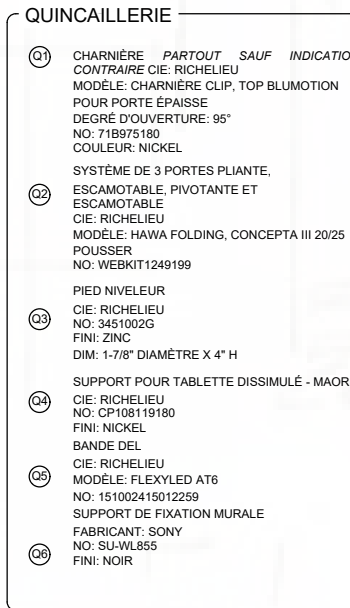 QUINCAILLERIE
Q1
CHARNIÈRE PARTOUT SAUF
CONTRAIRE CIE: RICHELIEU
MODÈLE: CHARNIÈRE CLIP, TOP BLUMOTION
POUR PORTE ÉPAISSE
DEGRÉ D'OUVERTURE: 95°
NO: 71B975180
COULEUR: NICKEL
SYSTÈME DE 3 PORTES PLIANTE,
Q2
ESCAMOTABLE, PIVOTANTE ET
ESCAMOTABLE
CIE: RICHELIEU
MODÈLE: HAWA FOLDING, CONCEPTA III 20/25
POUSSER
NO: WEBKIT1249199
PIED NIVELEUR
Q3
CIE: RICHELIEU
NO: 3451002G
FINI: ZINC
DIM: 1-7/8" DIAMÈTRE X 4" H
SUPPORT POUR TABLETTE DISSIMULÉ -
Q4
CIE: RICHELIEU
NO: CP108119180
FINI: NICKEL
BANDE DEL
Q5
CIE: RICHELIEU
MODÈLE: FLEXYLED AT6
NO: 151002415012259
SUPPORT DE FIXATION MURALE
Q6
FABRICANT: SONY
NO: SU-WL855
FINI: NOIR